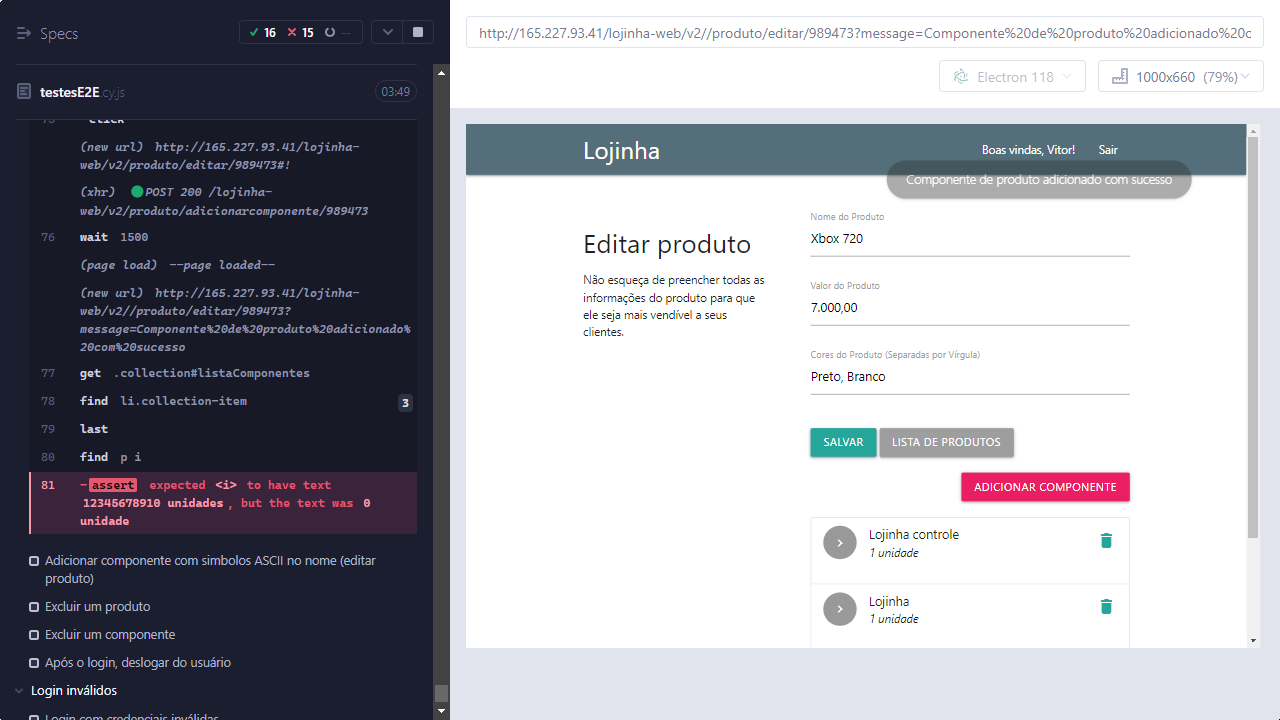 Specs
16 15 --
testesE2E.cy.js 03:49
75 click
(new url) http://165.227.93.41/lojinha-
web/v2/produto/editar/989473#!
(xhr) POST 200 /lojinha-
web/v2/produto/adicionarcomponente/989473
76 wait 1500
(page load) --page loaded--
(new url) http://165.227.93.41/lojinha-
web/v2//produto/editar/989473?
message=Componente%20de%20produto%20adicionado%
20com%20sucesso
77 get .collection#listaComponentes
78 find li.collection-item 3
79 last
80 find p i
81 -assert expected <i> to have text
12345678910 unidades, but the text was 0
unidade
Adicionar componente com simbolos ASCII no nome (editar
produto)
Excluir um produto
Excluir um componente
Após o login, deslogar do usuário
Login inválidos
Login com credenciais inválidas
http://165.227.93.41/lojinha-web/v2//produto/editar/989473?message=Componente%20de%20produto%20adicionado%20c
Electron 118
1000x660 (79%)
Lojinha
Boas vindas, Vitor!
Sair
Componente de produto adicionado com sucesso
Editar produto
Não esqueça de preencher todas as
informações do produto para que
ele seja mais vendível a seus
clientes.
Nome do Produto
Xbox 720
Valor do Produto
7.000,00
Cores do Produto (Separadas por Vírgula)
Preto, Branco
SALVAR
LISTA DE PRODUTOS
ADICIONAR COMPONENTE
Lojinha controle
1 unidade
Lojinha
1 unidade